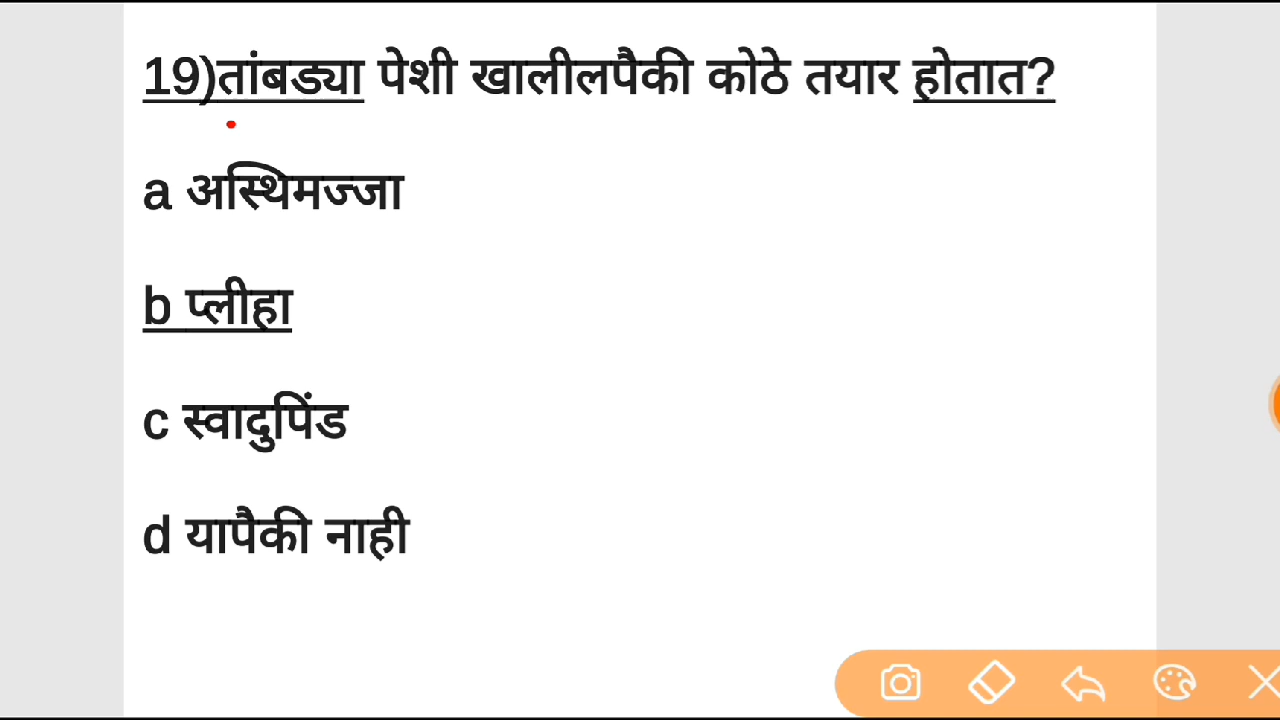 19)तांबड्या पेशी खालीलपैकी कोठे तयार होतात?
a अस्थिमज्जा
b प्लीहा
c स्वादुपिंड
d यापैकी नाही